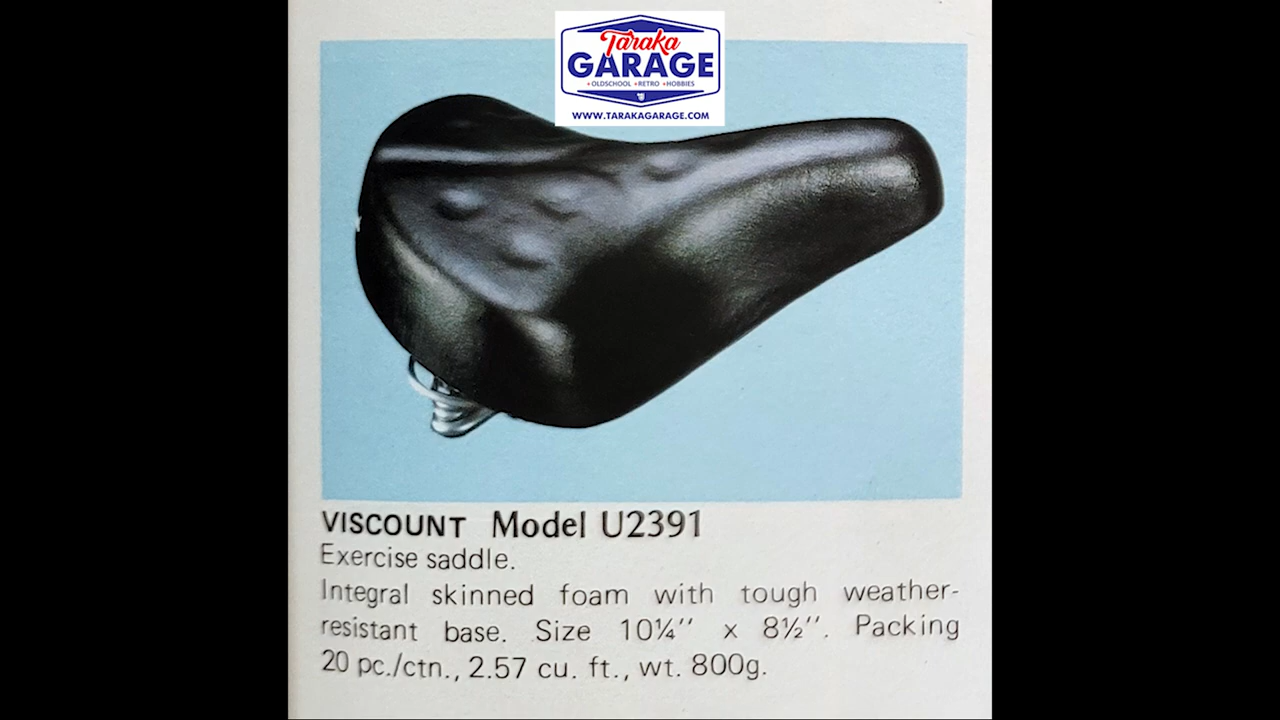 Taraka
GARAGE
+OLDSCHOOL +RETRO +HOBBIES
WWW.TARAKAGARAGE.COM
VISCOUNT Model U2391
Exercise saddle.
Integral skinned foam with tough weather-
resistant base. Size 10¼'' x 8½''. Packing
20 pc./ctn., 2.57 cu. ft., wt. 800g.